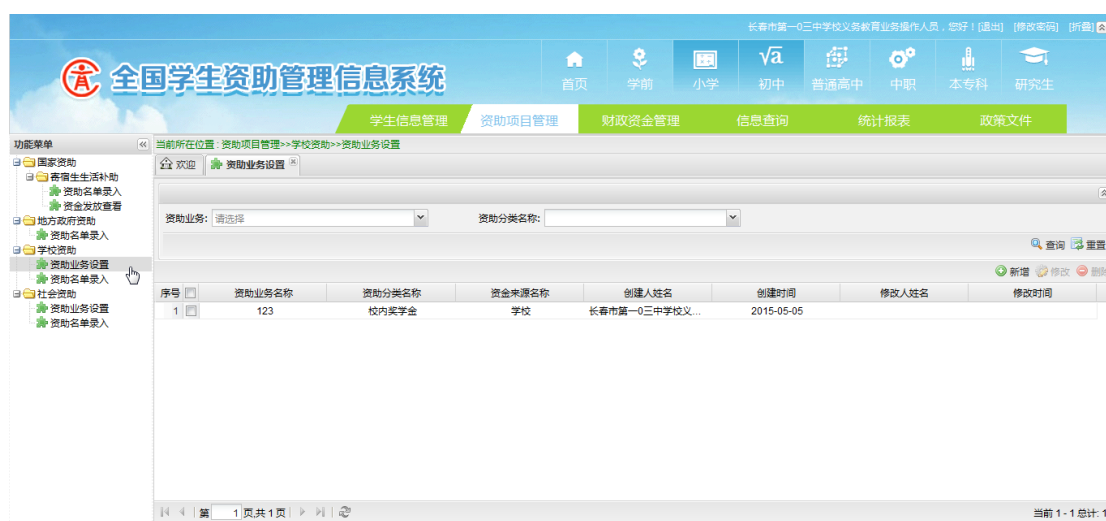 长春市第一0三中学校义务教育业务操作人员，您好！[退出] [修改密码] [折叠]
育 全国学生资助管理信息系统
首页 学前 小学 初中 普通高中 中职 本专科 研究生
学生信息管理 资助项目管理 财政资金管理 信息查询 统计报表 政策文件
功能菜单
当前所在位置：资助项目管理>>学校资助>>资助业务设置
欢迎 资助业务设置
国家资助
寄宿生生活补助
资助名单录入
资金发放查看
地方政府资助
资助名单录入
学校资助
资助业务设置
资助名单录入
社会资助
资助业务设置
资助名单录入
资助业务: 请选择 资助分类名称:
查询 重置
新增 修改 删除
序号 资助业务名称 资助分类名称 资金来源名称 创建人姓名 创建时间 修改人姓名 修改时间
1 123 校内奖学金 学校 长春市第一0三中学校义... 2015-05-05
第 1 页,共 1 页 当前 1 - 1 总计: 1